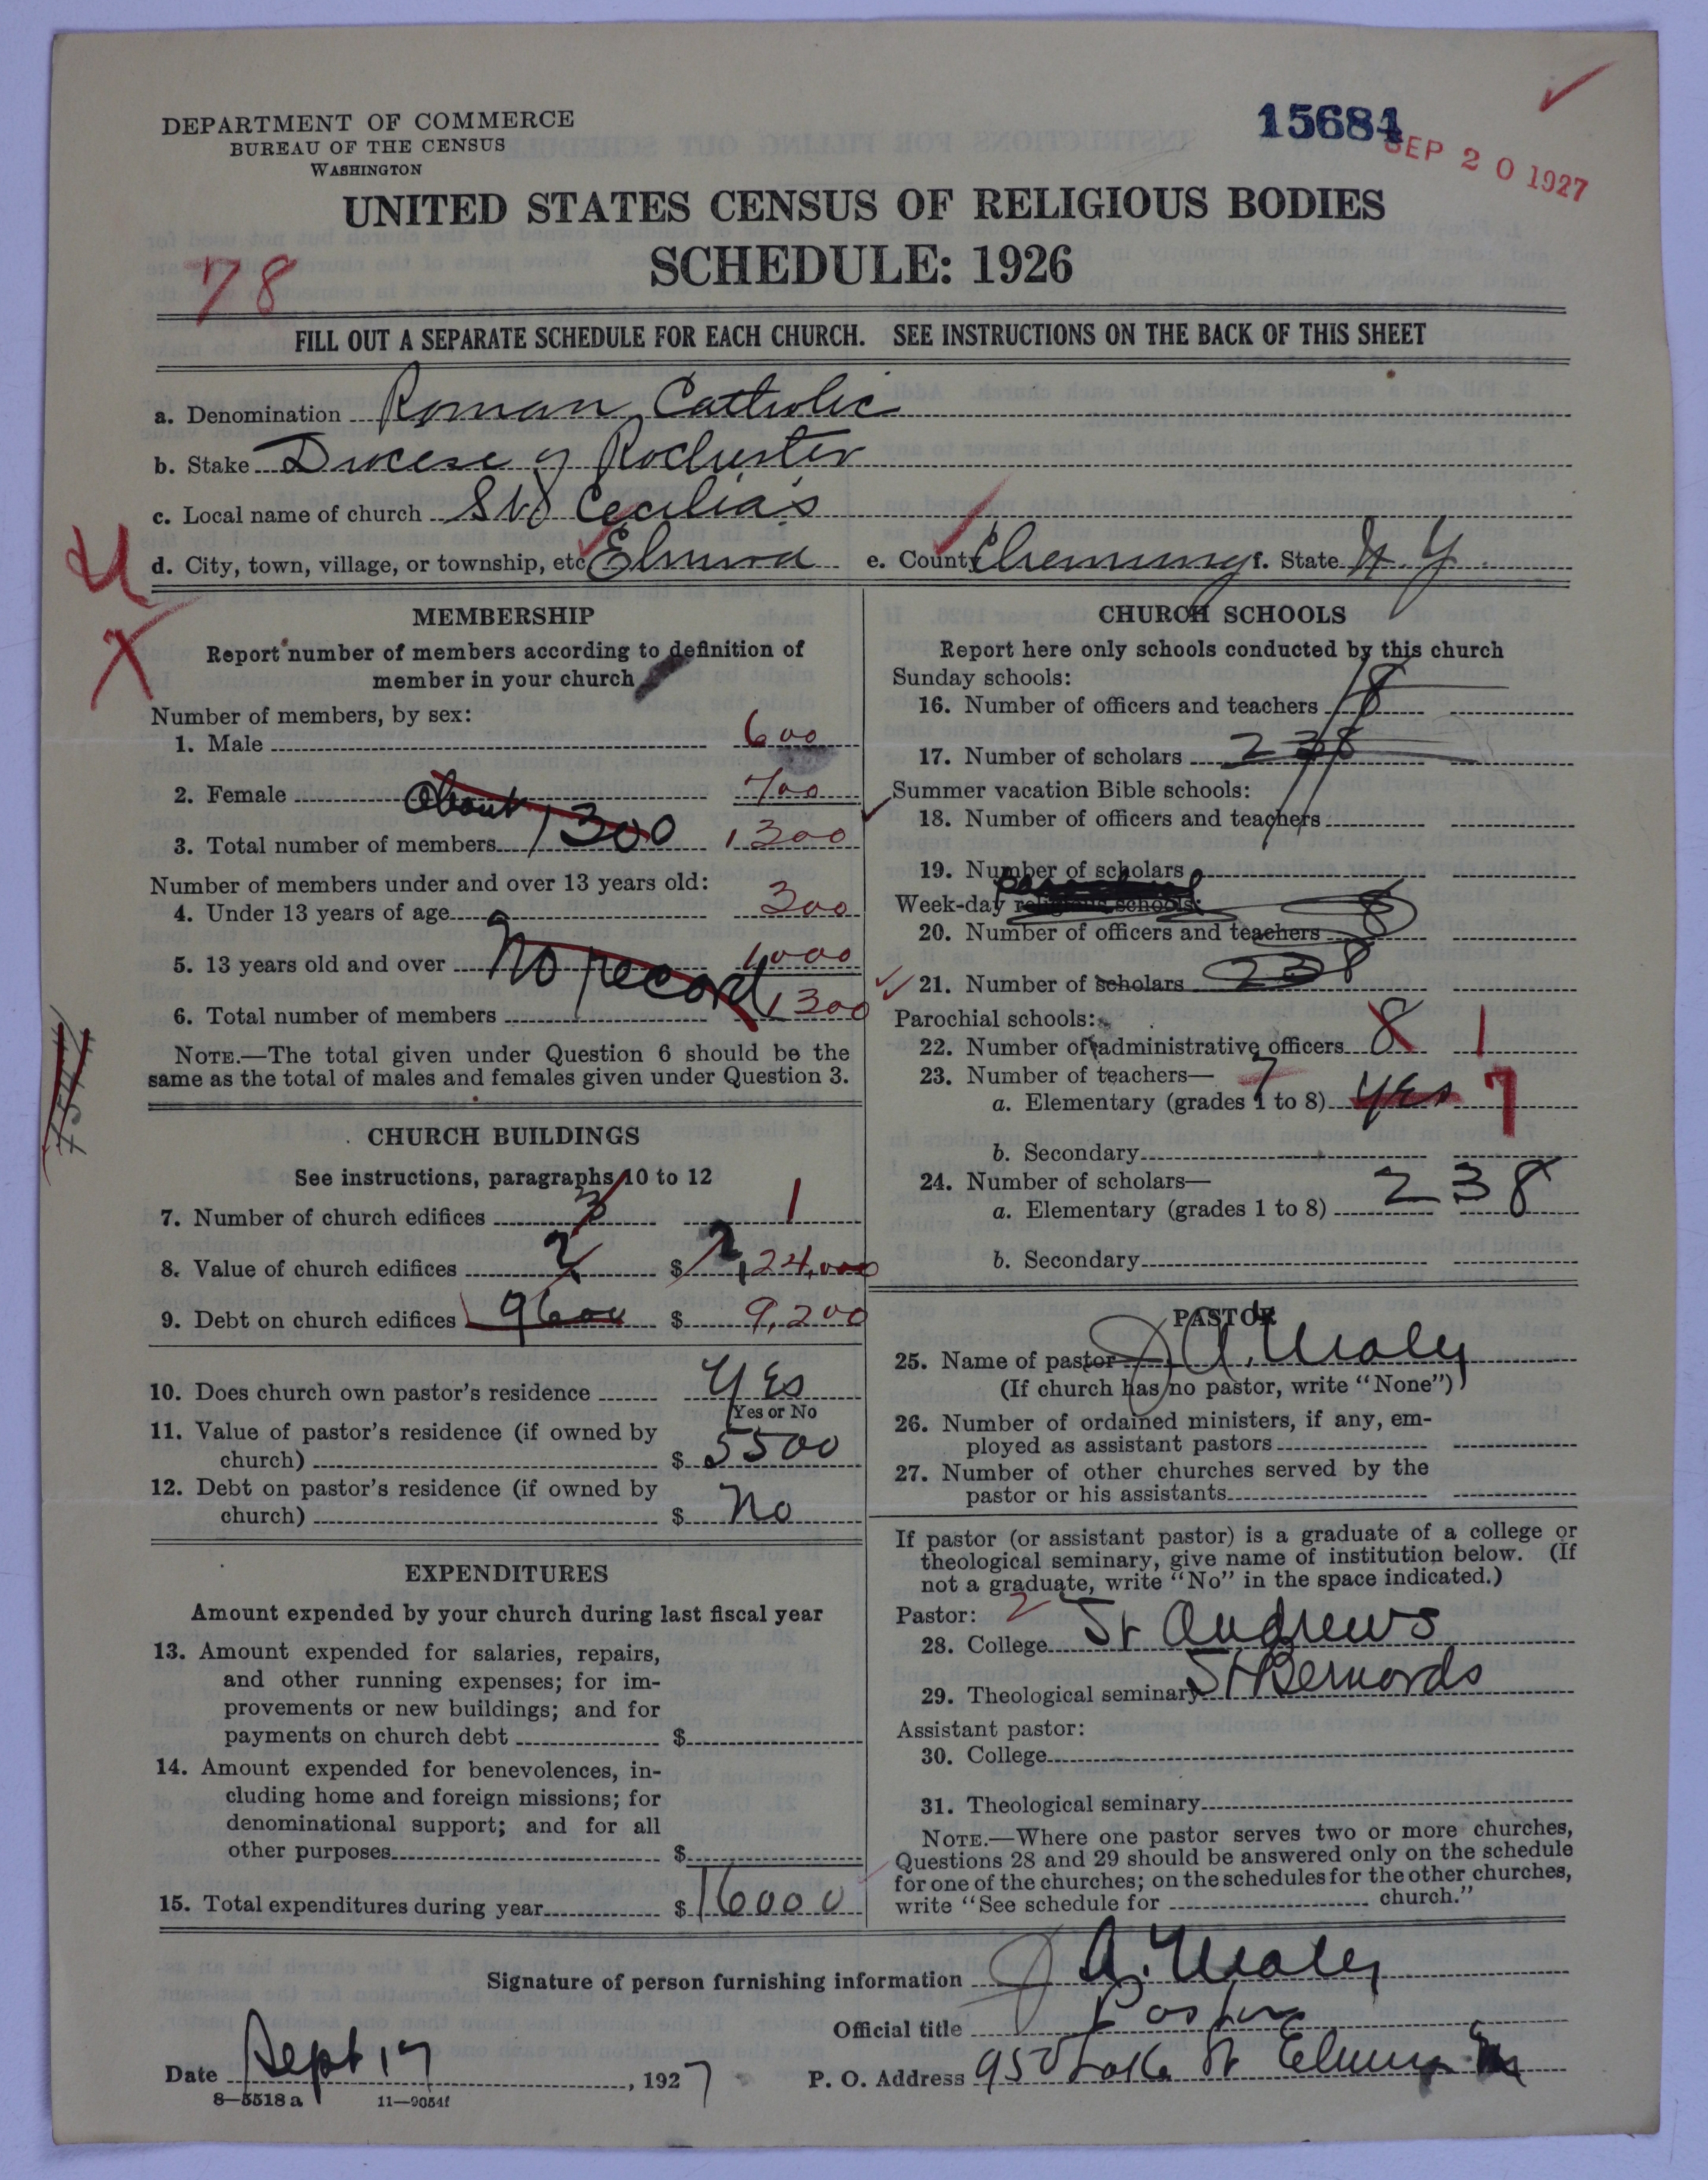 DEPARTMENT OF COMMERCE
BUREAU OF THE CENSUS
WASHINGTON
15684
SEP 20 1927
UNITED STATES CENSUS OF RELIGIOUS BODIES
SCHEDULE: 1926
78
FILL OUT A SEPARATE SCHEDULE FOR EACH CHURCH. SEE INSTRUCTIONS ON THE BACK OF THIS SHEET
a. Denomination Roman Catholic
b. Stake Diocese of Rochester
c. Local name of church St Cecilia's
d. City, town, village, or township, etc. Elmira e. County Chemung f. State N Y
U
X
MEMBERSHIP
Report number of members according to definition of
member in your church
Number of members, by sex:
1. Male 600
2. Female 700
3. Total number of members about 1300 1300
Number of members under and over 13 years old:
4. Under 13 years of age 300
5. 13 years old and over No record 1000
6. Total number of members 1300
NOTE.—The total given under Question 6 should be the
same as the total of males and females given under Question 3.
CHURCH BUILDINGS
See instructions, paragraphs 10 to 12
7. Number of church edifices 3 1
8. Value of church edifices 2 $ 24,000
9. Debt on church edifices 9600 $ 9,200
10. Does church own pastor's residence Yes
Yes or No
11. Value of pastor's residence (if owned by
church) $ 5500
12. Debt on pastor's residence (if owned by
church) $ No
EXPENDITURES
Amount expended by your church during last fiscal year
13. Amount expended for salaries, repairs,
and other running expenses; for im-
provements or new buildings; and for
payments on church debt $
14. Amount expended for benevolences, in-
cluding home and foreign missions; for
denominational support; and for all
other purposes $
15. Total expenditures during year $ 16000
CHURCH SCHOOLS
Report here only schools conducted by this church
Sunday schools:
16. Number of officers and teachers 8
17. Number of scholars 238
Summer vacation Bible schools:
18. Number of officers and teachers
19. Number of scholars
Week-day religious schools:
20. Number of officers and teachers 8
21. Number of scholars 238
Parochial schools:
22. Number of administrative officers 8 1
23. Number of teachers— 7
a. Elementary (grades 1 to 8) yes 7
b. Secondary
24. Number of scholars—
a. Elementary (grades 1 to 8) 238
b. Secondary
PASTOR
25. Name of pastor J. A.
(If church has no pastor, write "None")
26. Number of ordained ministers, if any, em-
ployed as assistant pastors
27. Number of other churches served by the
pastor or his assistants
If pastor (or assistant pastor) is a graduate of a college or
theological seminary, give name of institution below. (If
not a graduate, write "No" in the space indicated.)
Pastor: 2
28. College St Andrews
29. Theological seminary St Bernards
Assistant pastor:
30. College
31. Theological seminary
NOTE.—Where one pastor serves two or more churches,
Questions 28 and 29 should be answered only on the schedule
for one of the churches; on the schedules for the other churches,
write "See schedule for church."
Signature of person furnishing information J. A.
Official title Pastor
Date Sept 17, 1927 P. O. Address 950 Lake St Elmira
8—5518 a 11—9054f